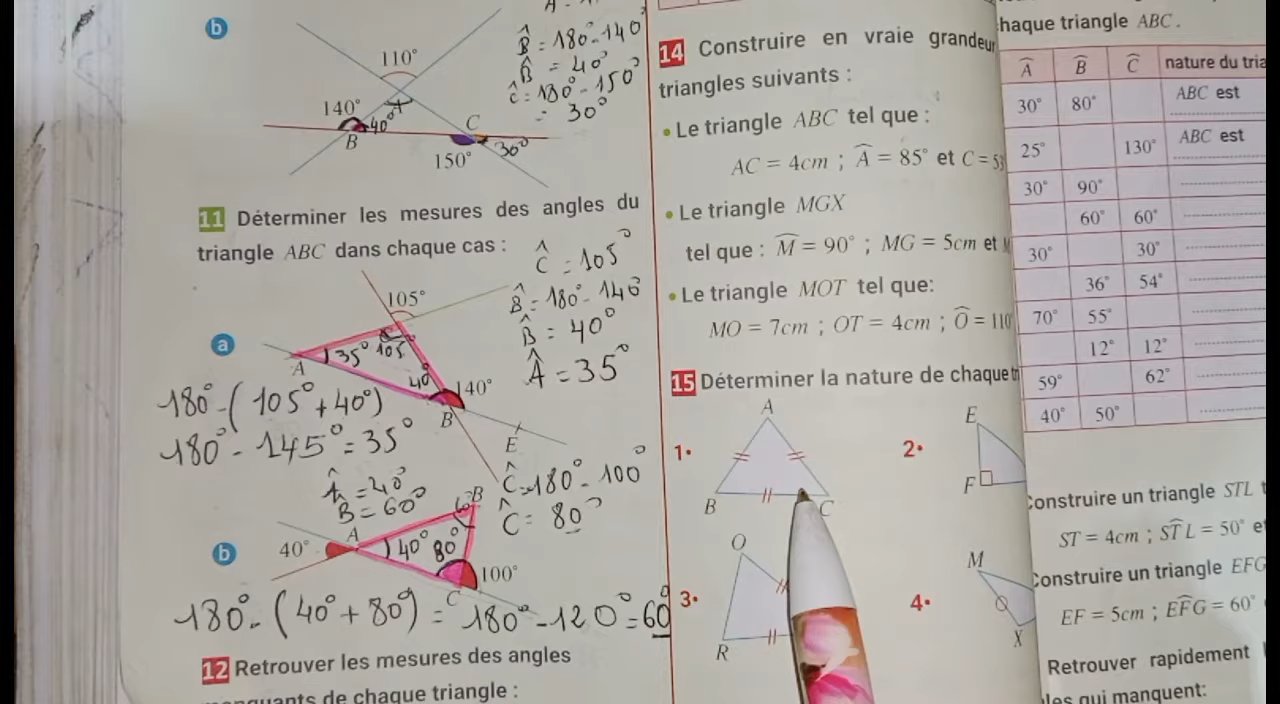 b
110°
140°
A
40°
B
C
150°
30°
B̂ = 180° - 140°
B̂ = 40°
Ĉ = 180° - 150°
= 30°
11 Déterminer les mesures des angles du
triangle ABC dans chaque cas :
Ĉ = 105°
B̂ = 180° - 140°
B̂ = 40°
Â = 35°
a
105°
A
35°
105
40°
140°
B
E
180° - (105° + 40°)
180° - 145° = 35°
Â = 40°
B̂ = 60°
Ĉ = 180° - 100°
Ĉ = 80°
b
40°
A
B
60°
40°
80°
100°
C
180° - (40° + 80°) = 180° - 120° = 60°
12 Retrouver les mesures des angles
manquants de chaque triangle :
14 Construire en vraie grandeur
triangles suivants :
• Le triangle ABC tel que :
AC = 4cm ; Â = 85° et C = 53
• Le triangle MGX
tel que : M̂ = 90° ; MG = 5cm et
• Le triangle MOT tel que:
MO = 7cm ; OT = 4cm ; Ô = 110°
15 Déterminer la nature de chaque
1•
A
B
C
2•
E
F
3•
O
R
4•
M
X
chaque triangle ABC .
Â B̂ Ĉ nature du tria
30° 80° ABC est
25° 130° ABC est
30° 90°
60° 60°
30° 30°
36° 54°
70° 55°
12° 12°
59° 62°
40° 50°
Construire un triangle STL
ST = 4cm ; STL = 50° et
Construire un triangle EFG
EF = 5cm ; EFG = 60°
Retrouver rapidement
les qui manquent: